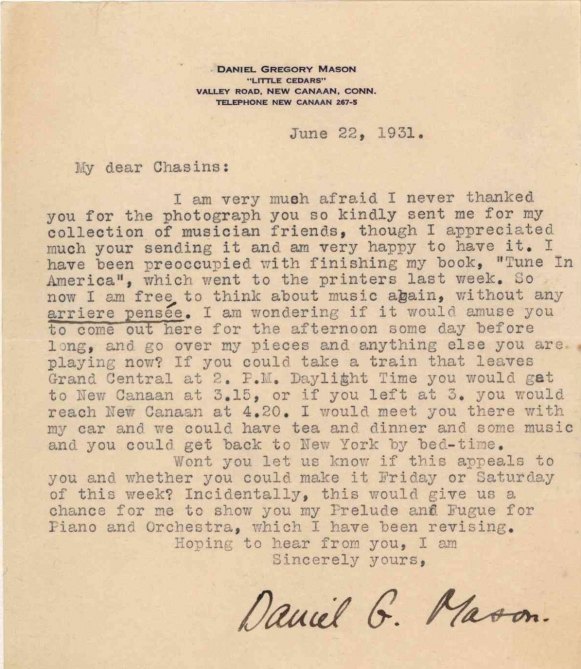 DANIEL GREGORY MASON
"LITTLE CEDARS"
VALLEY ROAD, NEW CANAAN, CONN.
TELEPHONE NEW CANAAN 267-5
June 22, 1931.
My dear Chasins:
I am very much afraid I never thanked
you for the photograph you so kindly sent me for my
collection of musician friends, though I appreciated
much your sending it and am very happy to have it. I
have been preoccupied with finishing my book, "Tune In
America", which went to the printers last week. So
now I am free to think about music again, without any
arriere pensée. I am wondering if it would amuse you
to come out here for the afternoon some day before
long, and go over my pieces and anything else you are
playing now? If you could take a train that leaves
Grand Central at 2. P.M. Daylight Time you would get
to New Canaan at 3.15, or if you left at 3. you would
reach New Canaan at 4.20. I would meet you there with
my car and we could have tea and dinner and some music
and you could get back to New York by bed-time.
Wont you let us know if this appeals to
you and whether you could make it Friday or Saturday
of this week? Incidentally, this would give us a
chance for me to show you my Prelude and Fugue for
Piano and Orchestra, which I have been revising.
Hoping to hear from you, I am
Sincerely yours,
Daniel G. Mason.